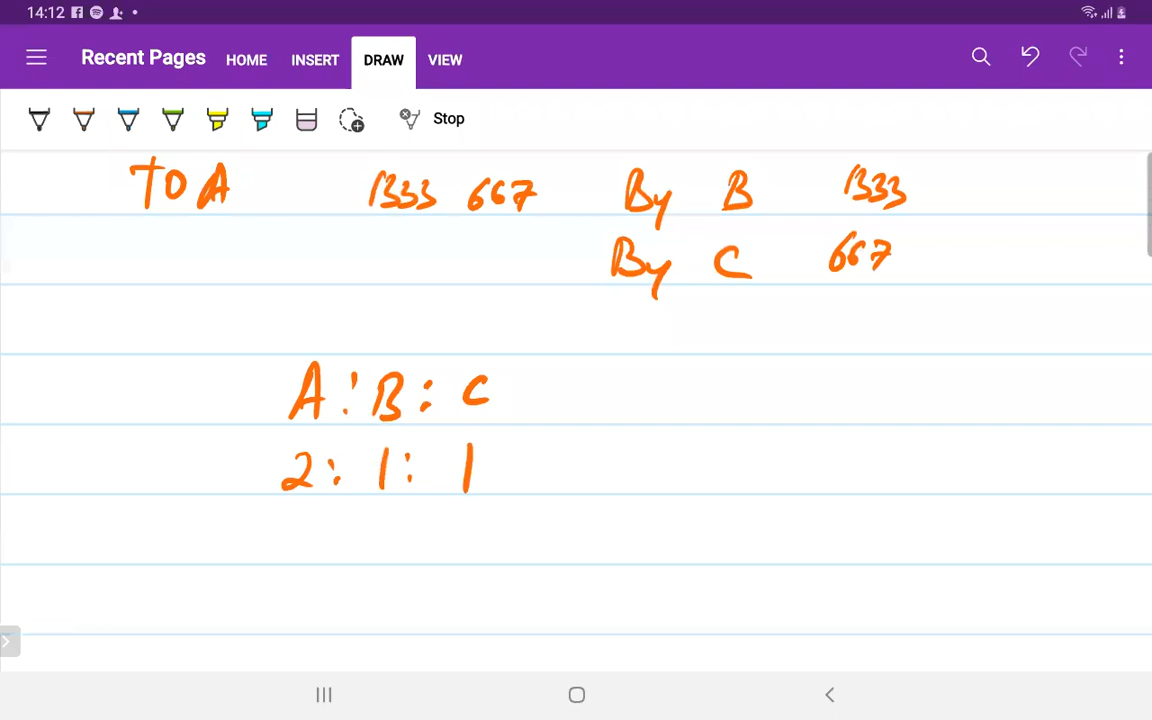 14:12
Recent Pages HOME INSERT DRAW VIEW
Stop
TO A 1333 667 By B 1333
By C 667
A : B : C
2 : 1 : 1